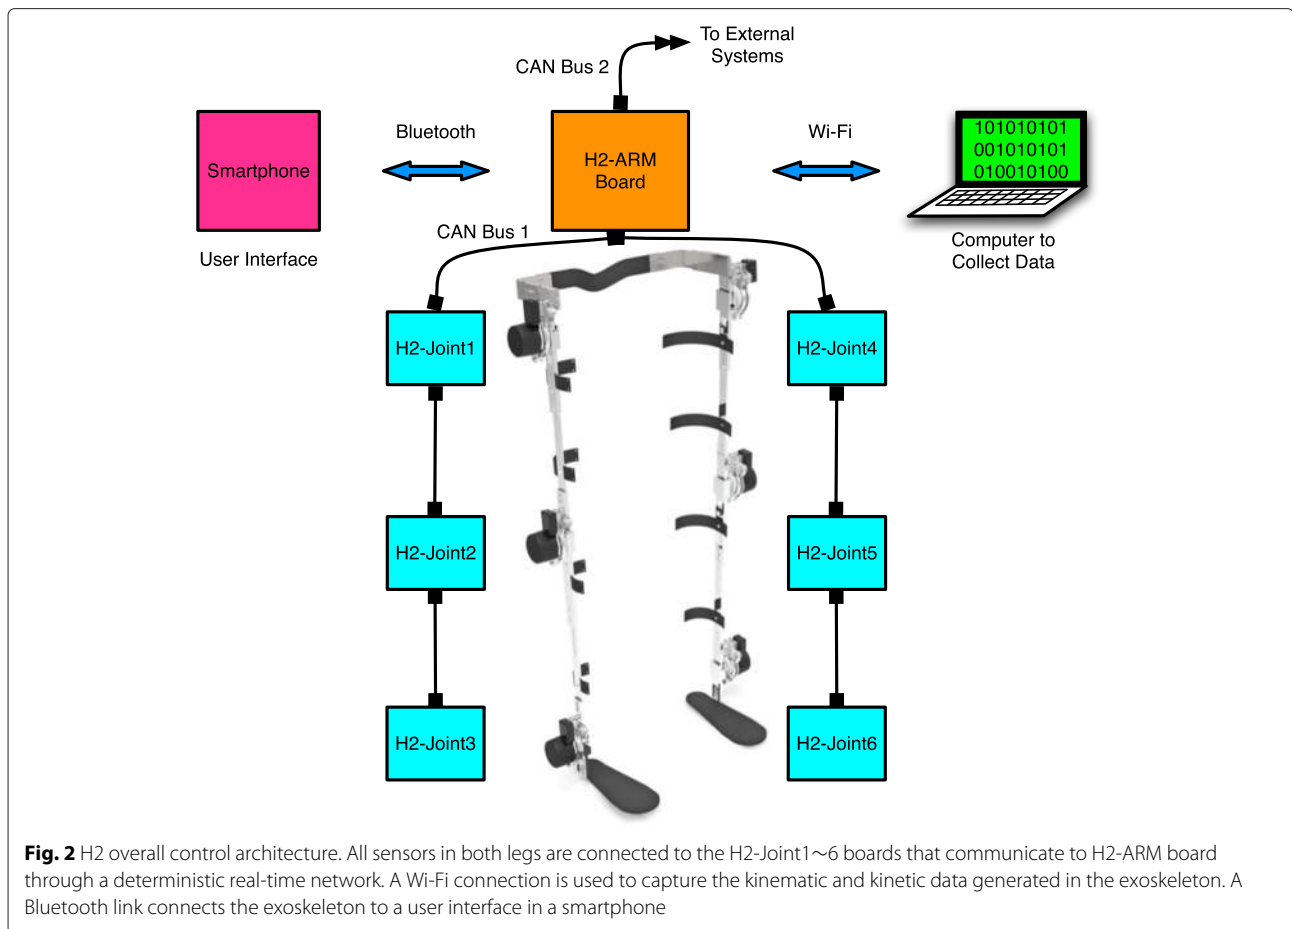 To External
Systems
CAN Bus 2
Smartphone
Bluetooth
H2-ARM
Board
Wi-Fi
101010101
001010101
010010100
User Interface
CAN Bus 1
Computer to
Collect Data
H2-Joint1
H2-Joint4
H2-Joint2
H2-Joint5
H2-Joint3
H2-Joint6
Fig. 2 H2 overall control architecture. All sensors in both legs are connected to the H2-Joint1∼6 boards that communicate to H2-ARM board
through a deterministic real-time network. A Wi-Fi connection is used to capture the kinematic and kinetic data generated in the exoskeleton. A
Bluetooth link connects the exoskeleton to a user interface in a smartphone